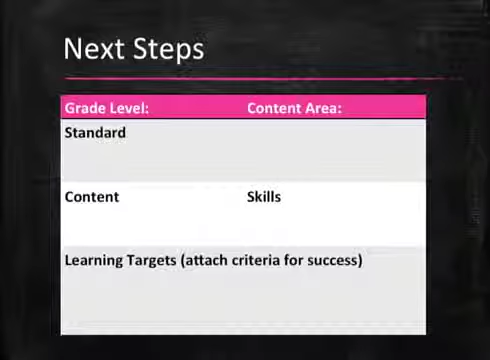 Next Steps
Grade Level: Content Area:
Standard
Content Skills
Learning Targets (attach criteria for success)